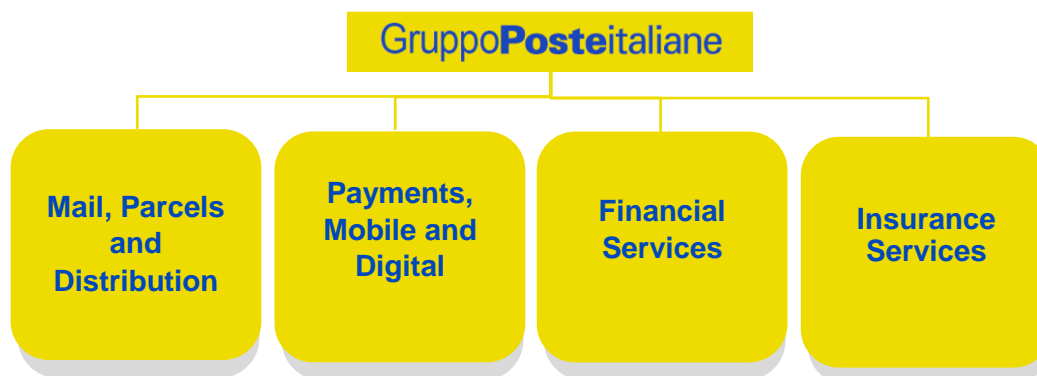 GruppoPosteitaliane
Mail, Parcels
and
Distribution
Payments,
Mobile and
Digital
Financial
Services
Insurance
Services